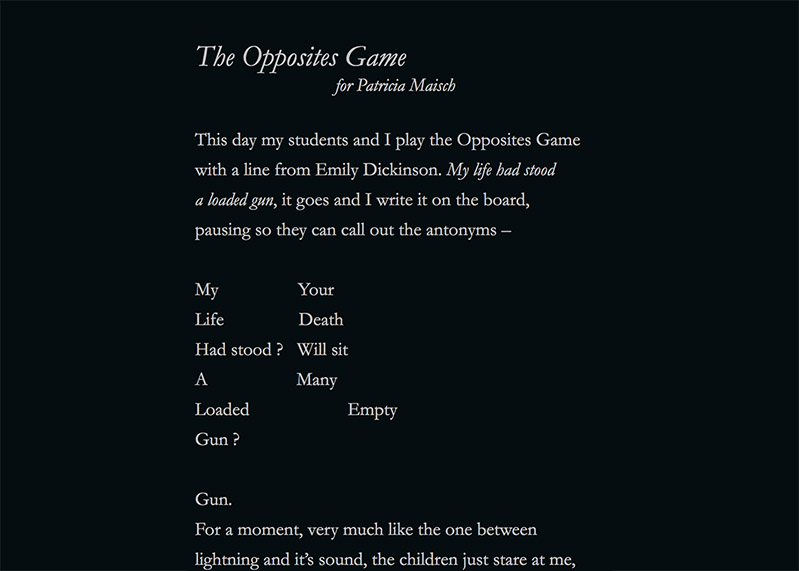 The Opposites Game
for Patricia Maisch
This day my students and I play the Opposites Game
with a line from Emily Dickinson. My life had stood
a loaded gun, it goes and I write it on the board,
pausing so they can call out the antonyms –
My Your
Life Death
Had stood ? Will sit
A Many
Loaded Empty
Gun ?
Gun.
For a moment, very much like the one between
lightning and it’s sound, the children just stare at me,